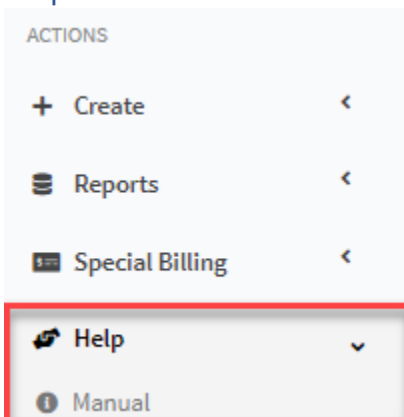 ACTIONS
Create
Reports
Special Billing
Help
Manual